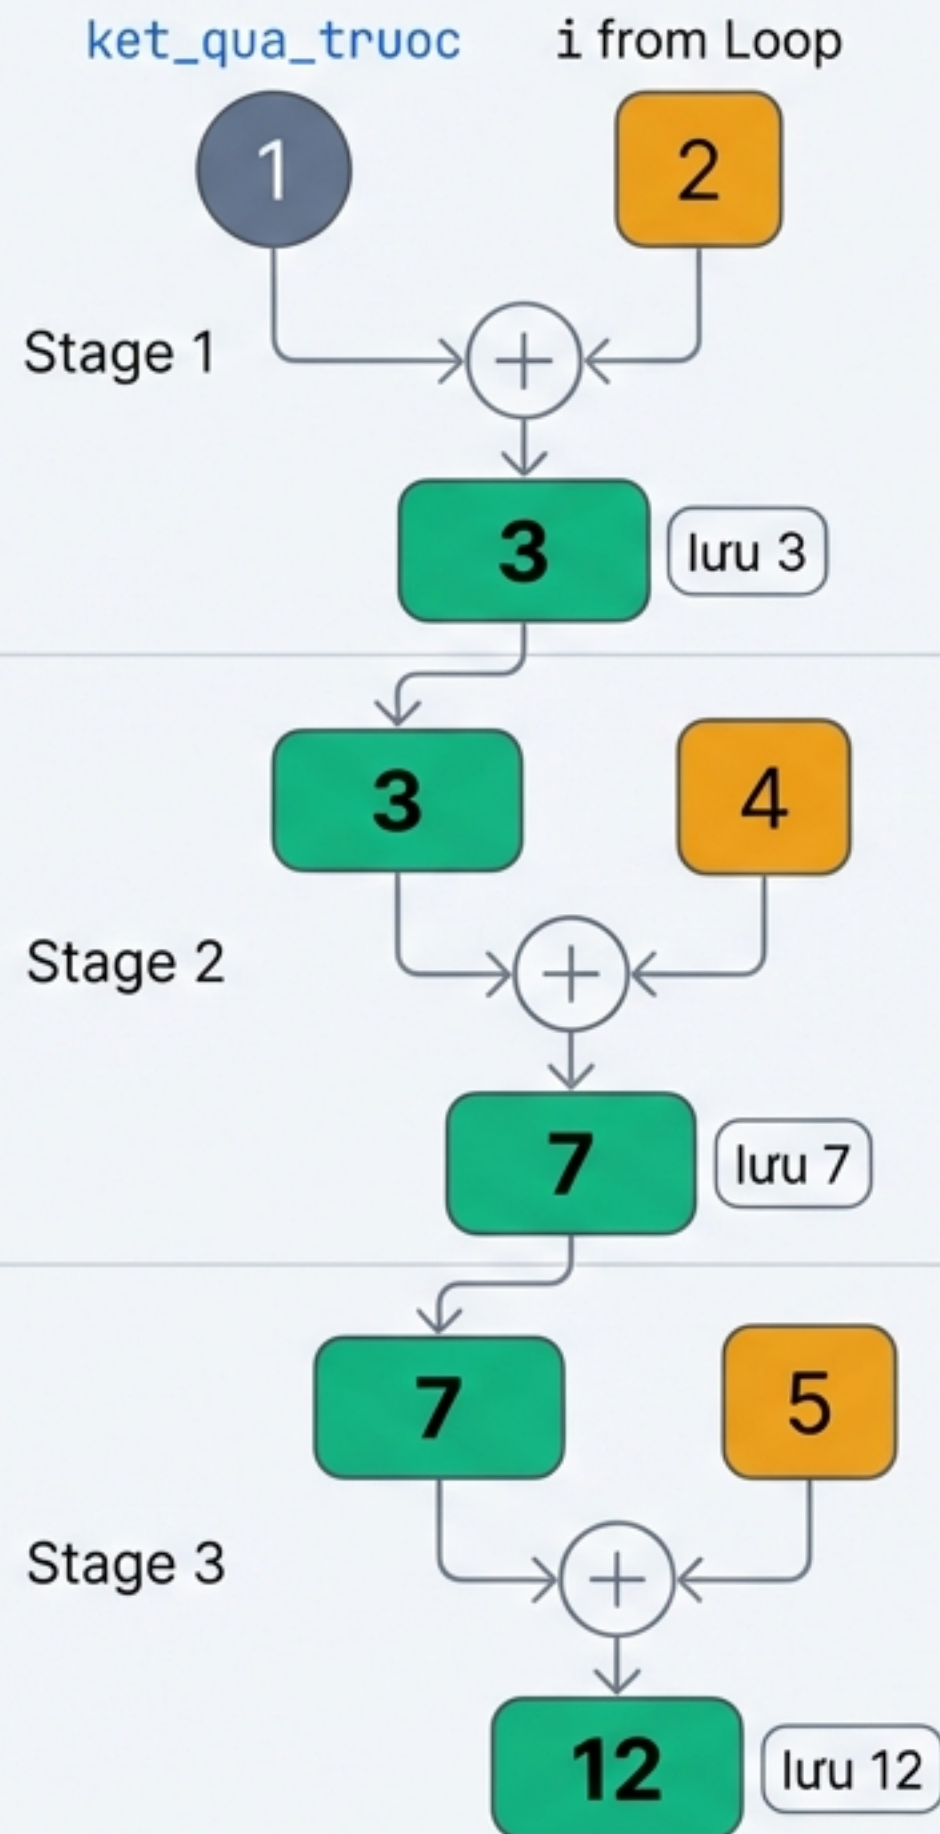 ket_qua_truoc i from Loop
1 2
Stage 1 +
3 lưu 3
3 4
Stage 2 +
7 lưu 7
7 5
Stage 3 +
12 lưu 12